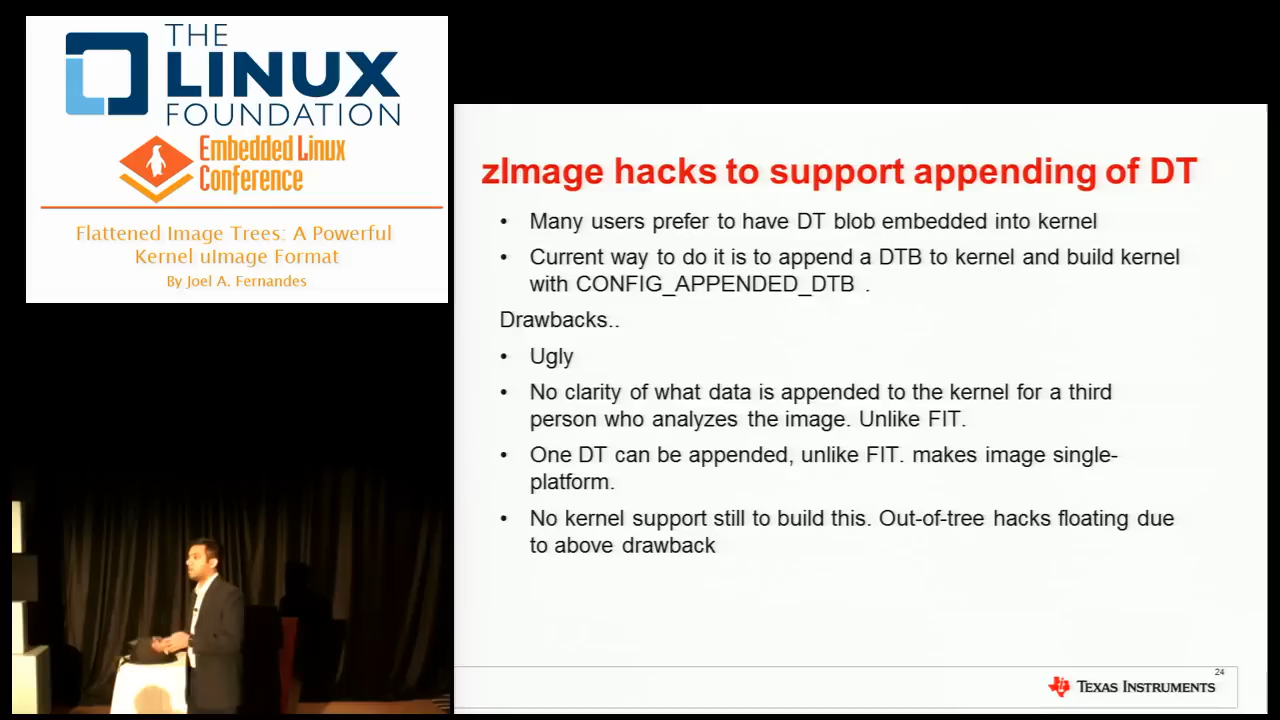 THE
LINUX
FOUNDATION
Embedded Linux
Conference
Flattened Image Trees: A Powerful
Kernel uImage Format
By Joel A. Fernandes
zImage hacks to support appending of DT
• Many users prefer to have DT blob embedded into kernel
• Current way to do it is to append a DTB to kernel and build kernel
with CONFIG_APPENDED_DTB .
Drawbacks..
• Ugly
• No clarity of what data is appended to the kernel for a third
person who analyzes the image. Unlike FIT.
• One DT can be appended, unlike FIT. makes image single-
platform.
• No kernel support still to build this. Out-of-tree hacks floating due
to above drawback
24
TEXAS INSTRUMENTS